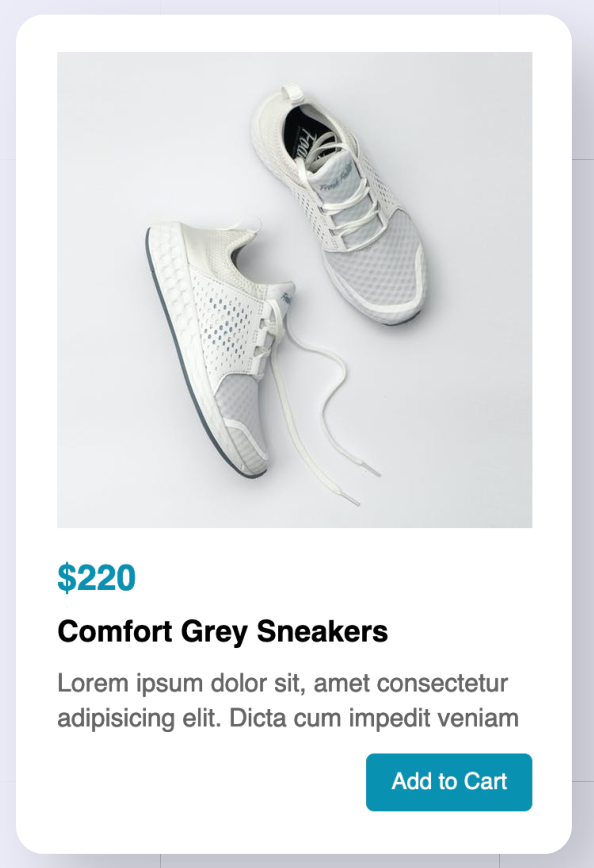 $220
Comfort Grey Sneakers
Lorem ipsum dolor sit, amet consectetur
adipisicing elit. Dicta cum impedit veniam
Add to Cart